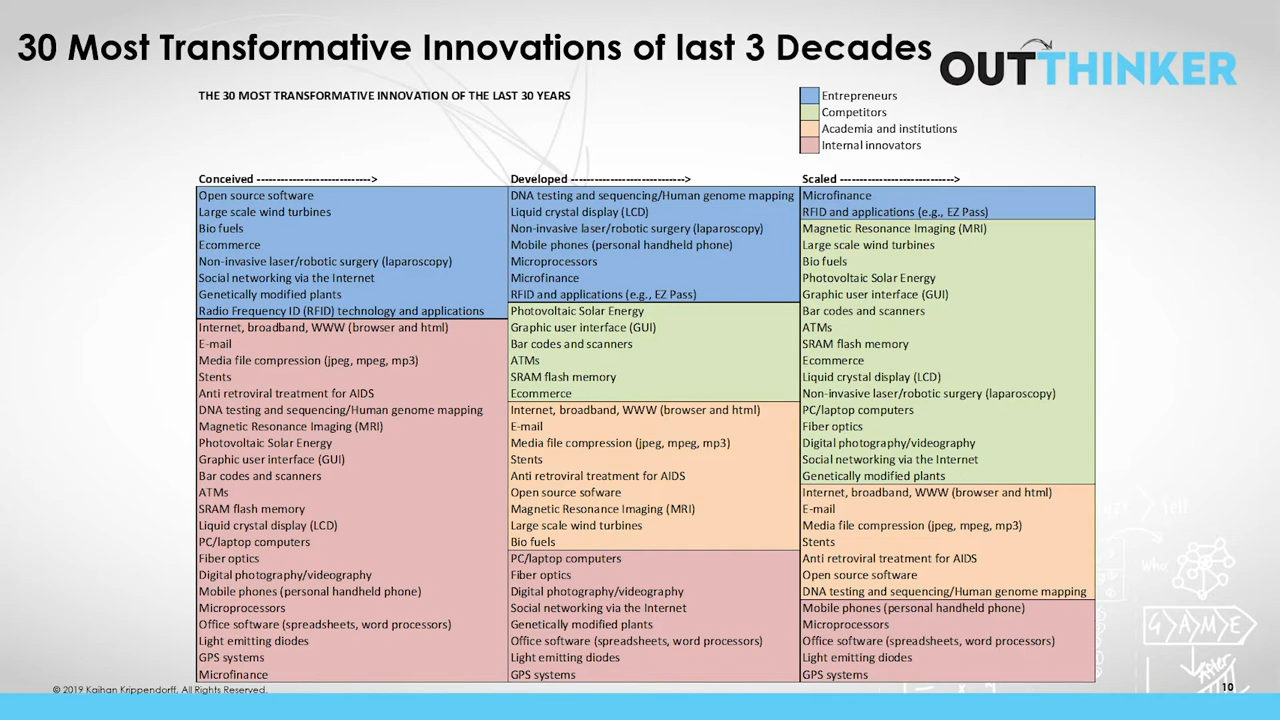 30 Most Transformative Innovations of last 3 Decades
OUTTHINKER
THE 30 MOST TRANSFORMATIVE INNOVATION OF THE LAST 30 YEARS
Entrepreneurs
Competitors
Academia and institutions
Internal innovators
Conceived --------------------------->
Open source software
Large scale wind turbines
Bio fuels
Ecommerce
Non-invasive laser/robotic surgery (laparoscopy)
Social networking via the Internet
Genetically modified plants
Radio Frequency ID (RFID) technology and applications
Internet, broadband, WWW (browser and html)
E-mail
Media file compression (jpeg, mpeg, mp3)
Stents
Anti retroviral treatment for AIDS
DNA testing and sequencing/Human genome mapping
Magnetic Resonance Imaging (MRI)
Photovoltaic Solar Energy
Graphic user interface (GUI)
Bar codes and scanners
ATMs
SRAM flash memory
Liquid crystal display (LCD)
PC/laptop computers
Fiber optics
Digital photography/videography
Mobile phones (personal handheld phone)
Microprocessors
Office software (spreadsheets, word processors)
Light emitting diodes
GPS systems
Microfinance
Developed --------------------------->
DNA testing and sequencing/Human genome mapping
Liquid crystal display (LCD)
Non-invasive laser/robotic surgery (laparoscopy)
Mobile phones (personal handheld phone)
Microprocessors
Microfinance
RFID and applications (e.g., EZ Pass)
Photovoltaic Solar Energy
Graphic user interface (GUI)
Bar codes and scanners
ATMs
SRAM flash memory
Ecommerce
Internet, broadband, WWW (browser and html)
E-mail
Media file compression (jpeg, mpeg, mp3)
Stents
Anti retroviral treatment for AIDS
Open source sofware
Magnetic Resonance Imaging (MRI)
Large scale wind turbines
Bio fuels
PC/laptop computers
Fiber optics
Digital photography/videography
Social networking via the Internet
Genetically modified plants
Office software (spreadsheets, word processors)
Light emitting diodes
GPS systems
Scaled --------------------------->
Microfinance
RFID and applications (e.g., EZ Pass)
Magnetic Resonance Imaging (MRI)
Large scale wind turbines
Bio fuels
Photovoltaic Solar Energy
Graphic user interface (GUI)
Bar codes and scanners
ATMs
SRAM flash memory
Ecommerce
Liquid crystal display (LCD)
Non-invasive laser/robotic surgery (laparoscopy)
PC/laptop computers
Fiber optics
Digital photography/videography
Social networking via the Internet
Genetically modified plants
Internet, broadband, WWW (browser and html)
E-mail
Media file compression (jpeg, mpeg, mp3)
Stents
Anti retroviral treatment for AIDS
Open source software
DNA testing and sequencing/Human genome mapping
Mobile phones (personal handheld phone)
Microprocessors
Office software (spreadsheets, word processors)
Light emitting diodes
GPS systems
> Sell
Who
G>A>M>E
After
© 2019 Kaihan Krippendorff, All Rights Reserved.
10